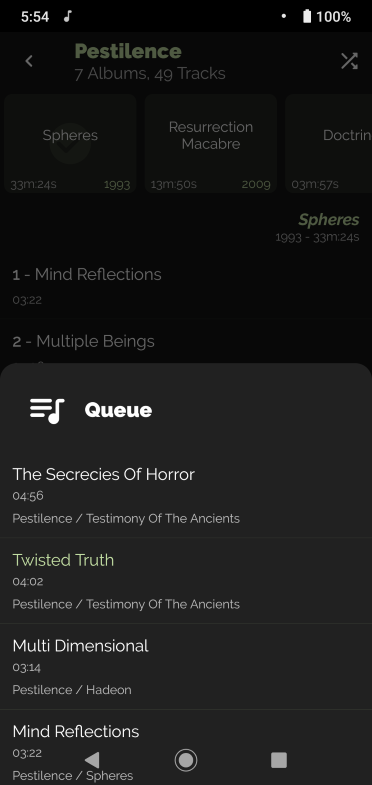 5:54
100%
Pestilence
7 Albums, 49 Tracks
Spheres
33m:24s 1993
Resurrection
Macabre
13m:50s 2009
Doctrin
03m:57s
Spheres
1993 - 33m:24s
1 - Mind Reflections
03:22
2 - Multiple Beings
Queue
The Secrecies Of Horror
04:56
Pestilence / Testimony Of The Ancients
Twisted Truth
04:02
Pestilence / Testimony Of The Ancients
Multi Dimensional
03:14
Pestilence / Hadeon
Mind Reflections
03:22
Pestilence / Spheres